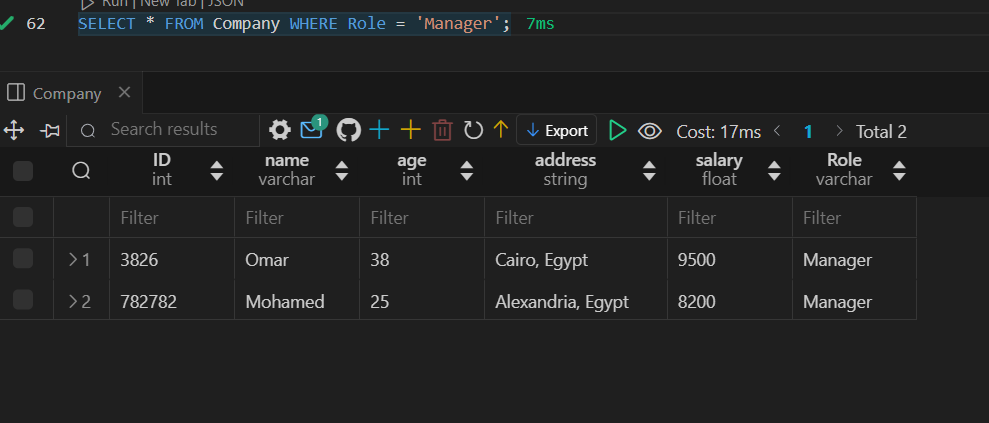 Run | New Tab | JSON
62 SELECT * FROM Company WHERE Role = 'Manager'; 7ms
Company
Search results 1 Export Cost: 17ms 1 Total 2
ID name age address salary Role
int varchar int string float varchar
Filter Filter Filter Filter Filter Filter
1 3826 Omar 38 Cairo, Egypt 9500 Manager
2 782782 Mohamed 25 Alexandria, Egypt 8200 Manager